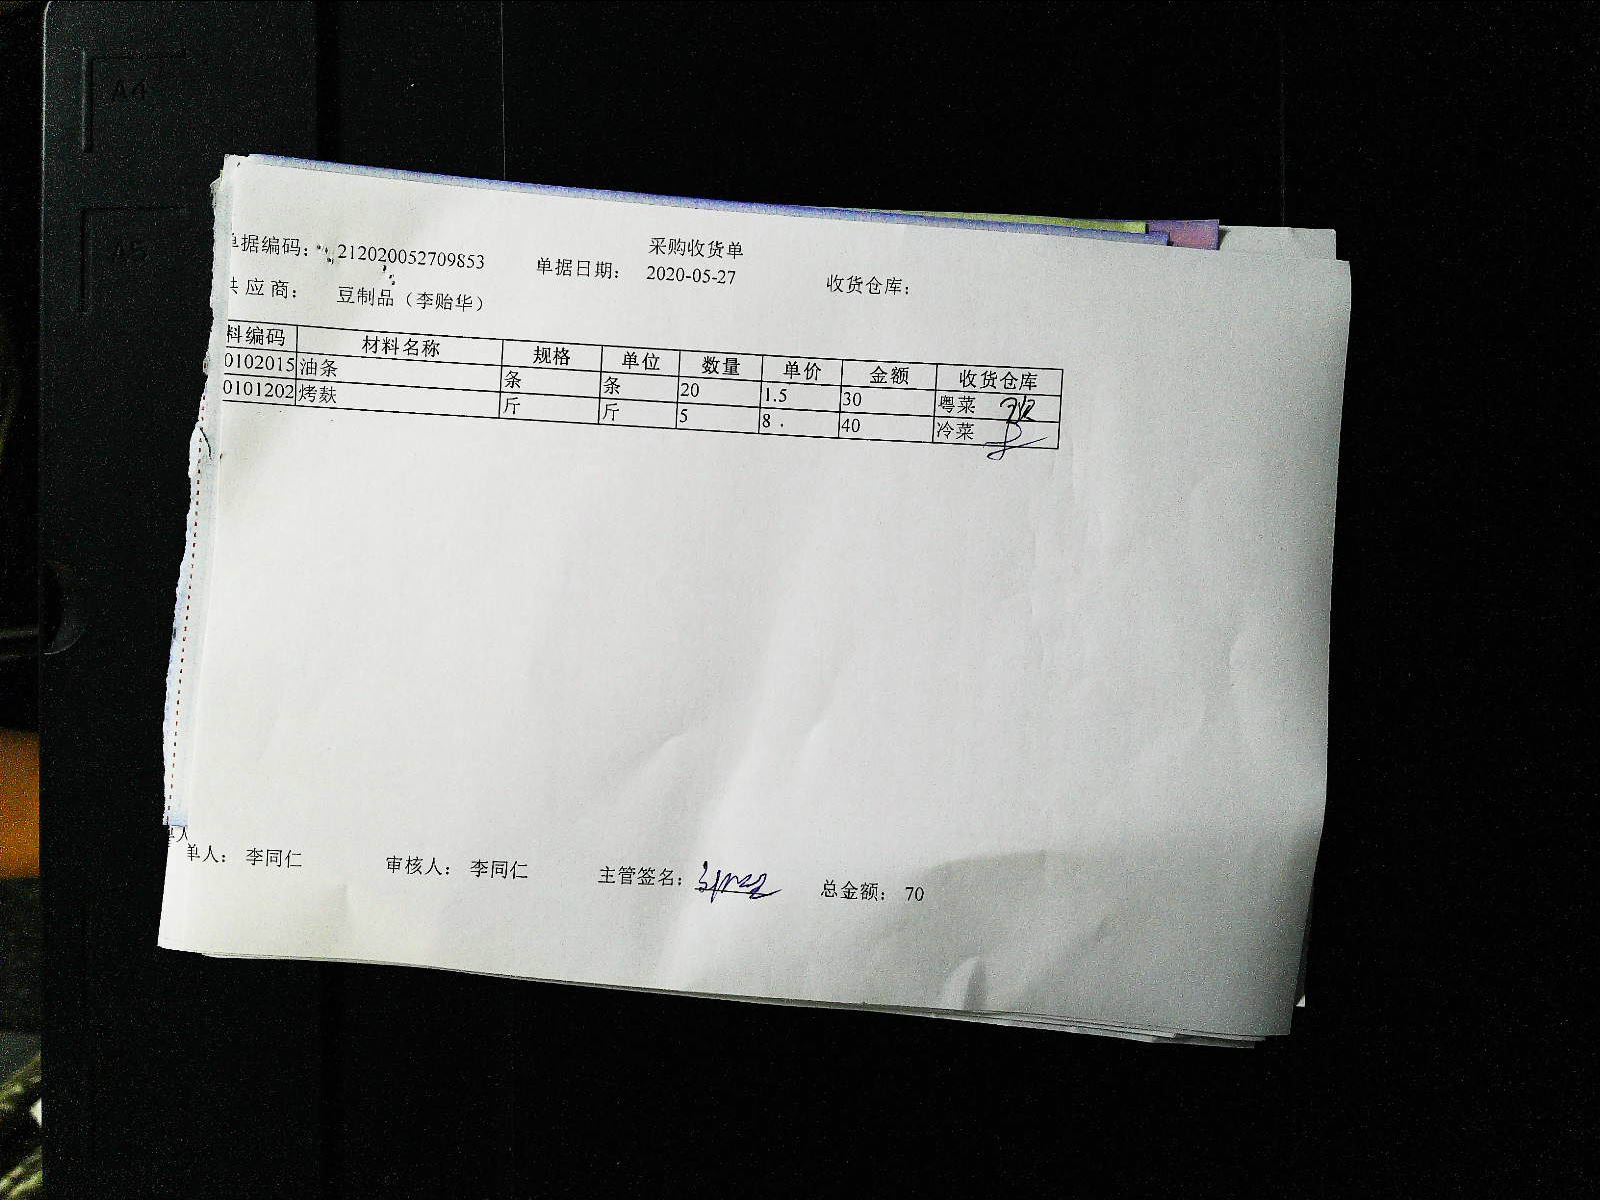 采购收货单
据编码: 212020052709853 单据日期: 2020-05-27 收货仓库:
应商: 豆制品（李贻华）
料编码 材料名称 规格 单位 数量 单价 金额 收货仓库
0102015 油条 条 条 20 1.5 30 粤菜
0101202 烤麸 斤 斤 5 8 40 冷菜
单人: 李同仁 审核人: 李同仁 主管签名: 总金额: 70
A4
A5